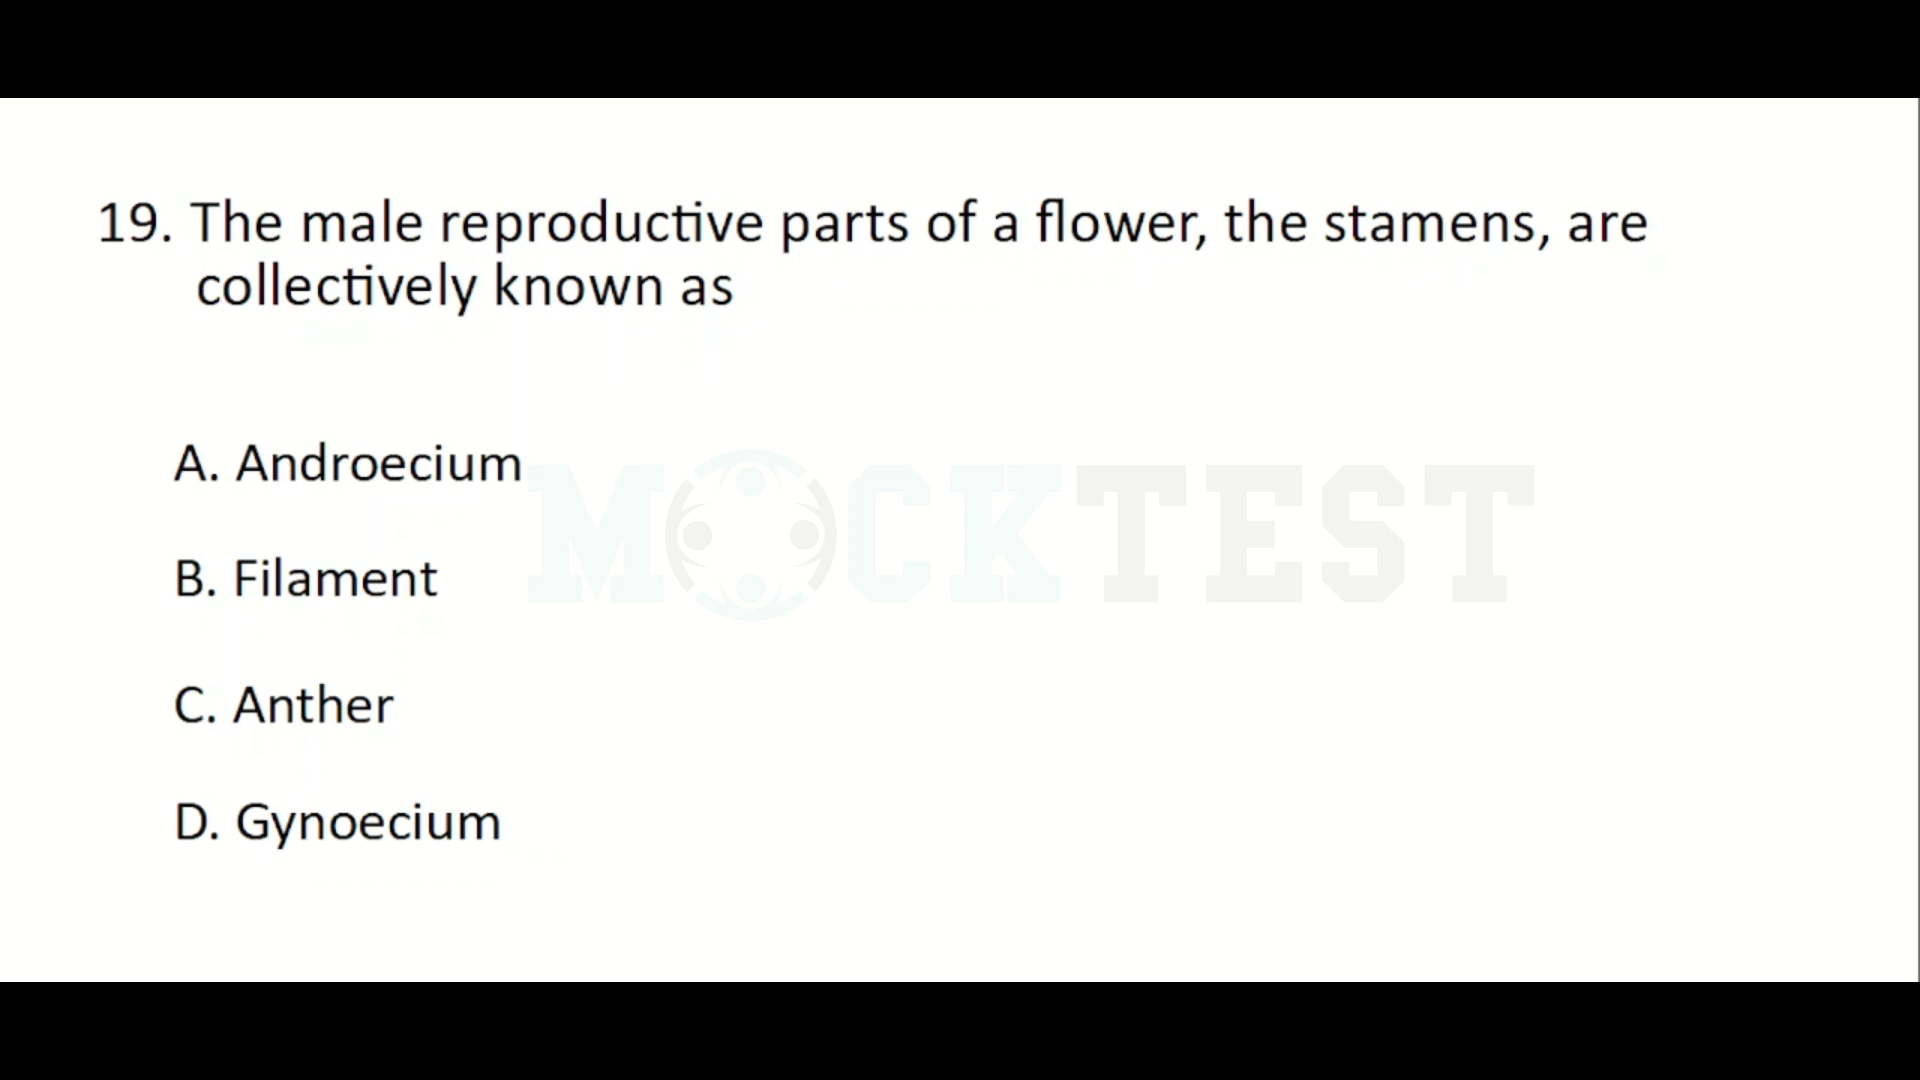 19. The male reproductive parts of a flower, the stamens, are
collectively known as
A. Androecium
MOCKTEST
B. Filament
C. Anther
D. Gynoecium